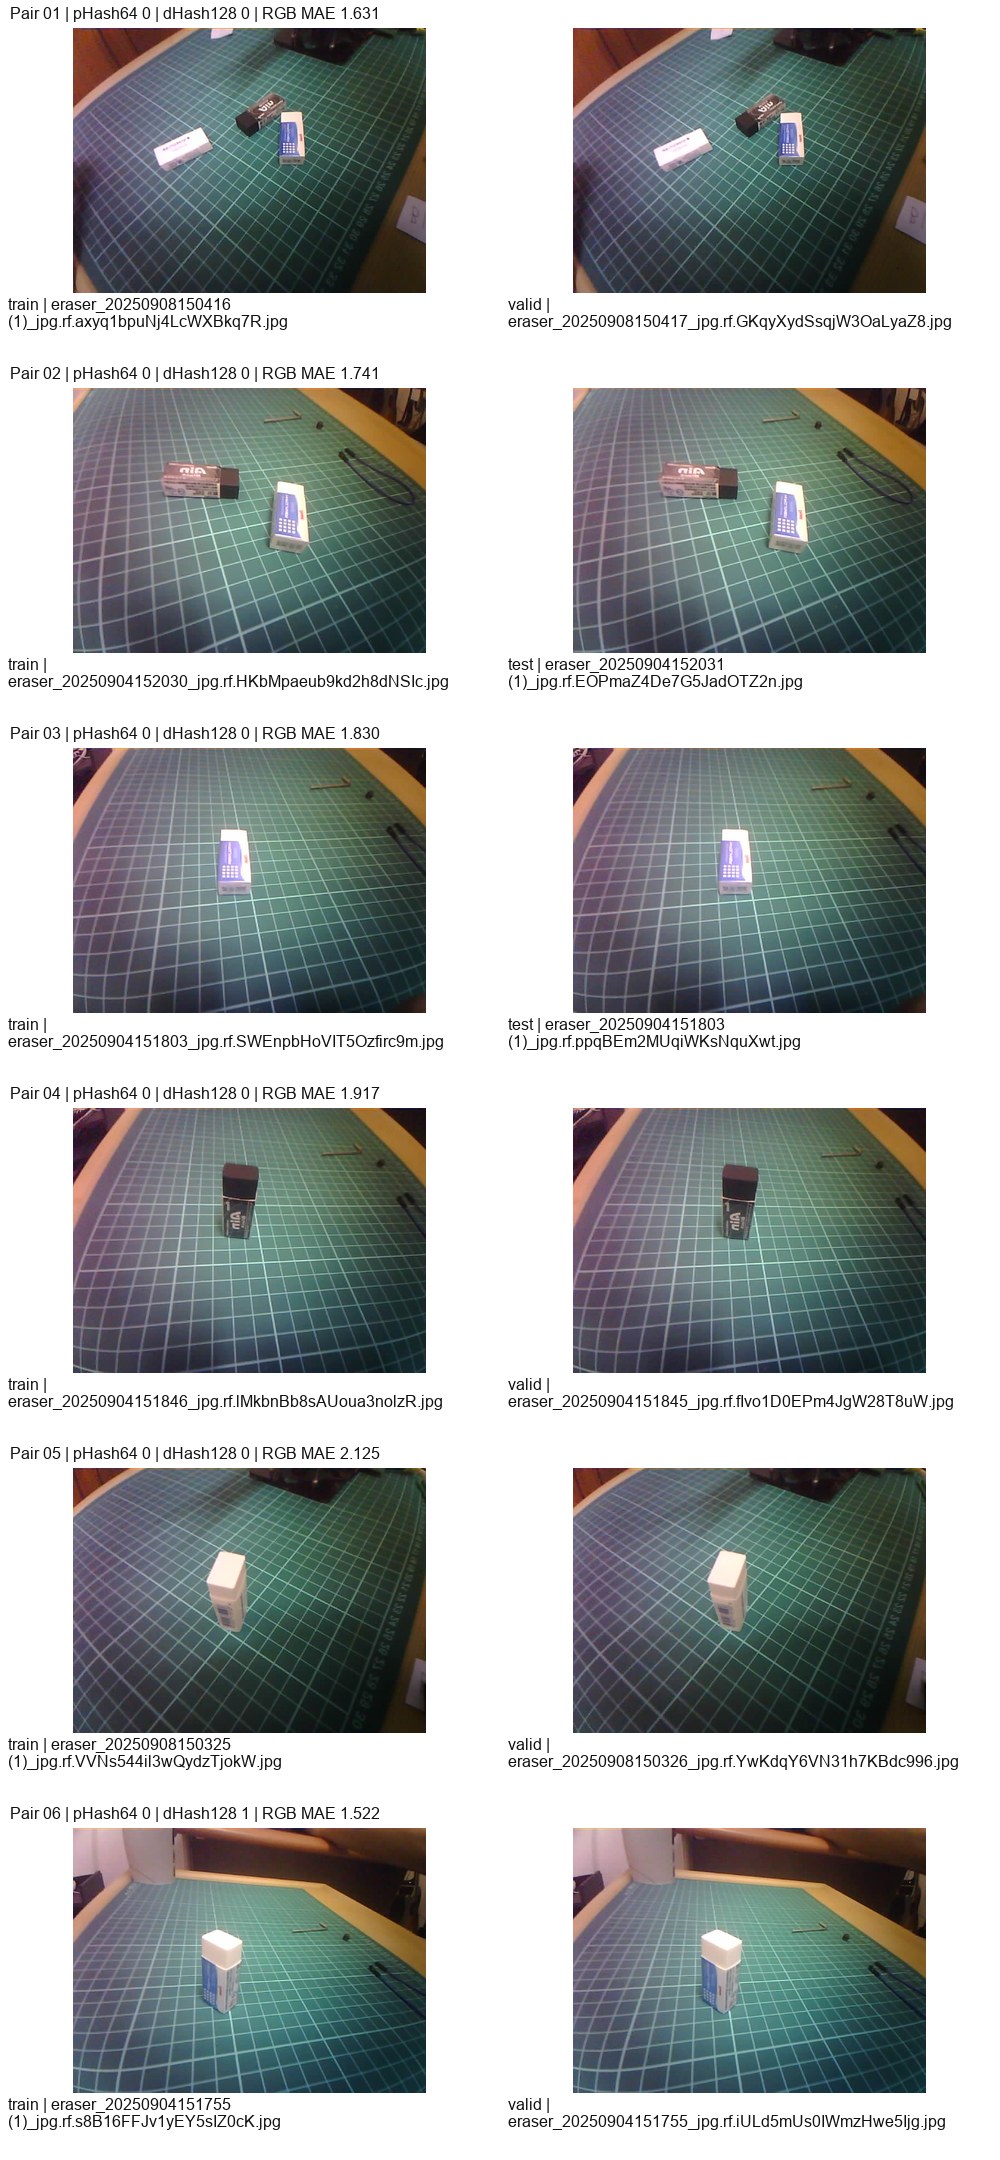 Pair 01 | pHash64 0 | dHash128 0 | RGB MAE 1.631
train | eraser_20250908150416
(1)_jpg.rf.axyq1bpuNj4LcWXBkq7R.jpg
valid |
eraser_20250908150417_jpg.rf.GKqyXydSsqjW3OaLyaZ8.jpg
Pair 02 | pHash64 0 | dHash128 0 | RGB MAE 1.741
train |
eraser_20250904152030_jpg.rf.HKbMpaeub9kd2h8dNSIc.jpg
test | eraser_20250904152031
(1)_jpg.rf.EOPmaZ4De7G5JadOTZ2n.jpg
Pair 03 | pHash64 0 | dHash128 0 | RGB MAE 1.830
train |
eraser_20250904151803_jpg.rf.SWEnpbHoVIT5Ozfirc9m.jpg
test | eraser_20250904151803
(1)_jpg.rf.ppqBEm2MUqiWKsNquXwt.jpg
Pair 04 | pHash64 0 | dHash128 0 | RGB MAE 1.917
train |
eraser_20250904151846_jpg.rf.lMkbnBb8sAUoua3nolzR.jpg
valid |
eraser_20250904151845_jpg.rf.flvo1D0EPm4JgW28T8uW.jpg
Pair 05 | pHash64 0 | dHash128 0 | RGB MAE 2.125
train | eraser_20250908150325
(1)_jpg.rf.VVNs544il3wQydzTjokW.jpg
valid |
eraser_20250908150326_jpg.rf.YwKdqY6VN31h7KBdc996.jpg
Pair 06 | pHash64 0 | dHash128 1 | RGB MAE 1.522
train | eraser_20250904151755
(1)_jpg.rf.s8B16FFJv1yEY5sIZ0cK.jpg
valid |
eraser_20250904151755_jpg.rf.iULd5mUs0IWmzHwe5Ijg.jpg